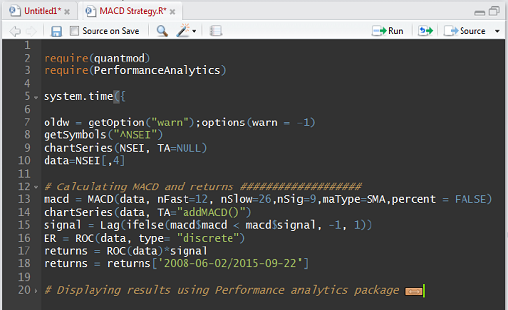 Untitled1* × MACD Strategy.R* ×
Source on Save Run Source
1
2 require(quantmod)
3 require(PerformanceAnalytics)
4
5 system.time({
6
7 oldw = getOption("warn");options(warn = -1)
8 getSymbols("^NSEI")
9 chartSeries(NSEI, TA=NULL)
10 data=NSEI[,4]
11
12 # Calculating MACD and returns ###################
13 macd = MACD(data, nFast=12, nSlow=26,nSig=9,maType=SMA,percent = FALSE)
14 chartSeries(data, TA="addMACD()")
15 signal = Lag(ifelse(macd$macd < macd$signal, -1, 1))
16 ER = ROC(data, type= "discrete")
17 returns = ROC(data)*signal
18 returns = returns['2008-06-02/2015-09-22']
19
20 # Displaying results using Performance analytics package